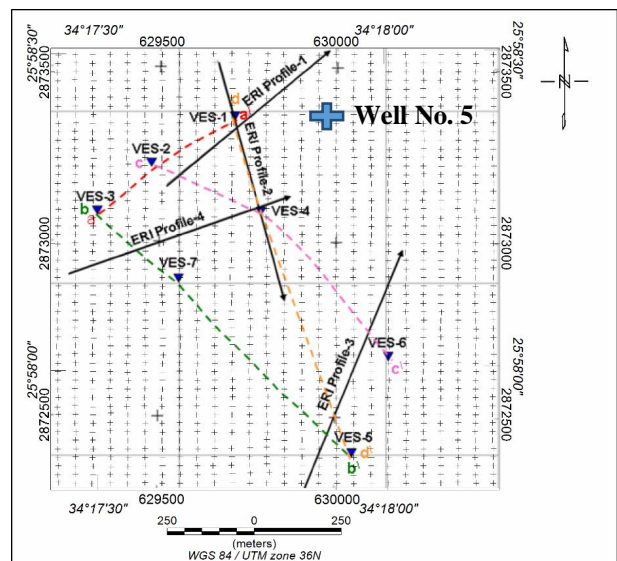 34°17'30" 34°18'00"
629500 630000
25°58'30"
2873500
25°58'30"
2873500
N
ERI Profile-1
d
VES-1 a
Well No. 5
ERI Profile-2
VES-2
c
VES-3
b
a
VES-4
ERI Profile-4
2873000
2873000
VES-7
ERI Profile-3
VES-6
c
25°58'00"
25°58'00"
2872500
2872500
VES-5
d
b
629500 630000
34°17'30" 34°18'00"
250 0 250
(meters)
WGS 84 / UTM zone 36N